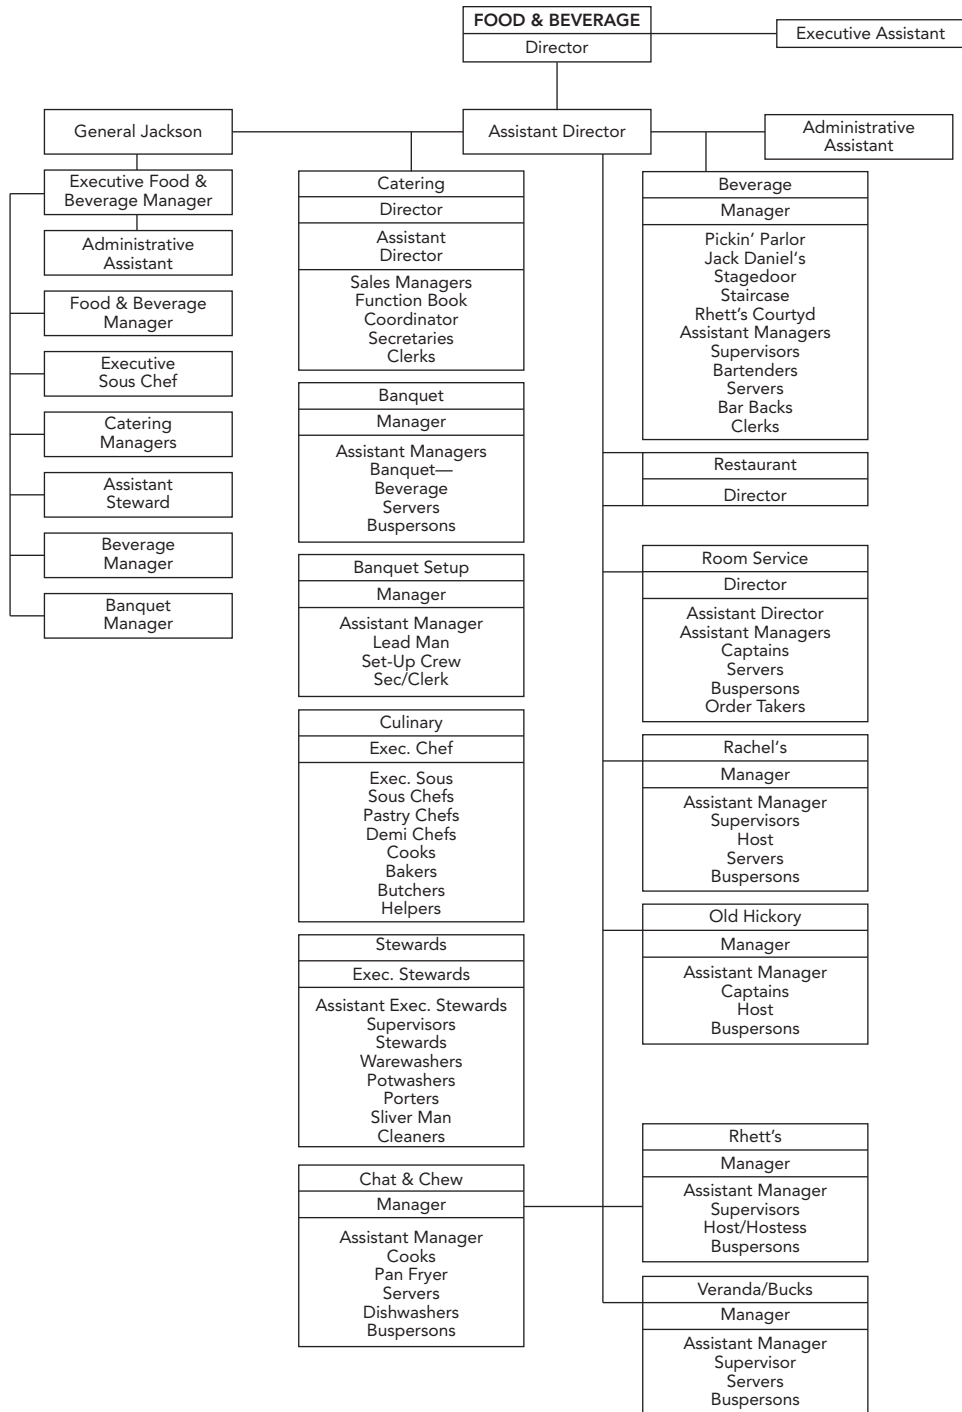 FOOD & BEVERAGE
Director
Executive Assistant
General Jackson
Assistant Director
Administrative
Assistant
Executive Food &
Beverage Manager
Administrative
Assistant
Food & Beverage
Manager
Executive
Sous Chef
Catering
Managers
Assistant
Steward
Beverage
Manager
Banquet
Manager
Catering
Director
Assistant
Director
Sales Managers
Function Book
Coordinator
Secretaries
Clerks
Banquet
Manager
Assistant Managers
Banquet—
Beverage
Servers
Buspersons
Banquet Setup
Manager
Assistant Manager
Lead Man
Set-Up Crew
Sec/Clerk
Culinary
Exec. Chef
Exec. Sous
Sous Chefs
Pastry Chefs
Demi Chefs
Cooks
Bakers
Butchers
Helpers
Stewards
Exec. Stewards
Assistant Exec. Stewards
Supervisors
Stewards
Warewashers
Potwashers
Porters
Sliver Man
Cleaners
Chat & Chew
Manager
Assistant Manager
Cooks
Pan Fryer
Servers
Dishwashers
Buspersons
Beverage
Manager
Pickin’ Parlor
Jack Daniel‘s
Stagedoor
Staircase
Rhett’s Courtyd
Assistant Managers
Supervisors
Bartenders
Servers
Bar Backs
Clerks
Restaurant
Director
Room Service
Director
Assistant Director
Assistant Managers
Captains
Servers
Buspersons
Order Takers
Rachel’s
Manager
Assistant Manager
Supervisors
Host
Servers
Buspersons
Old Hickory
Manager
Assistant Manager
Captains
Host
Buspersons
Rhett’s
Manager
Assistant Manager
Supervisors
Host/Hostess
Buspersons
Veranda/Bucks
Manager
Assistant Manager
Supervisor
Servers
Buspersons